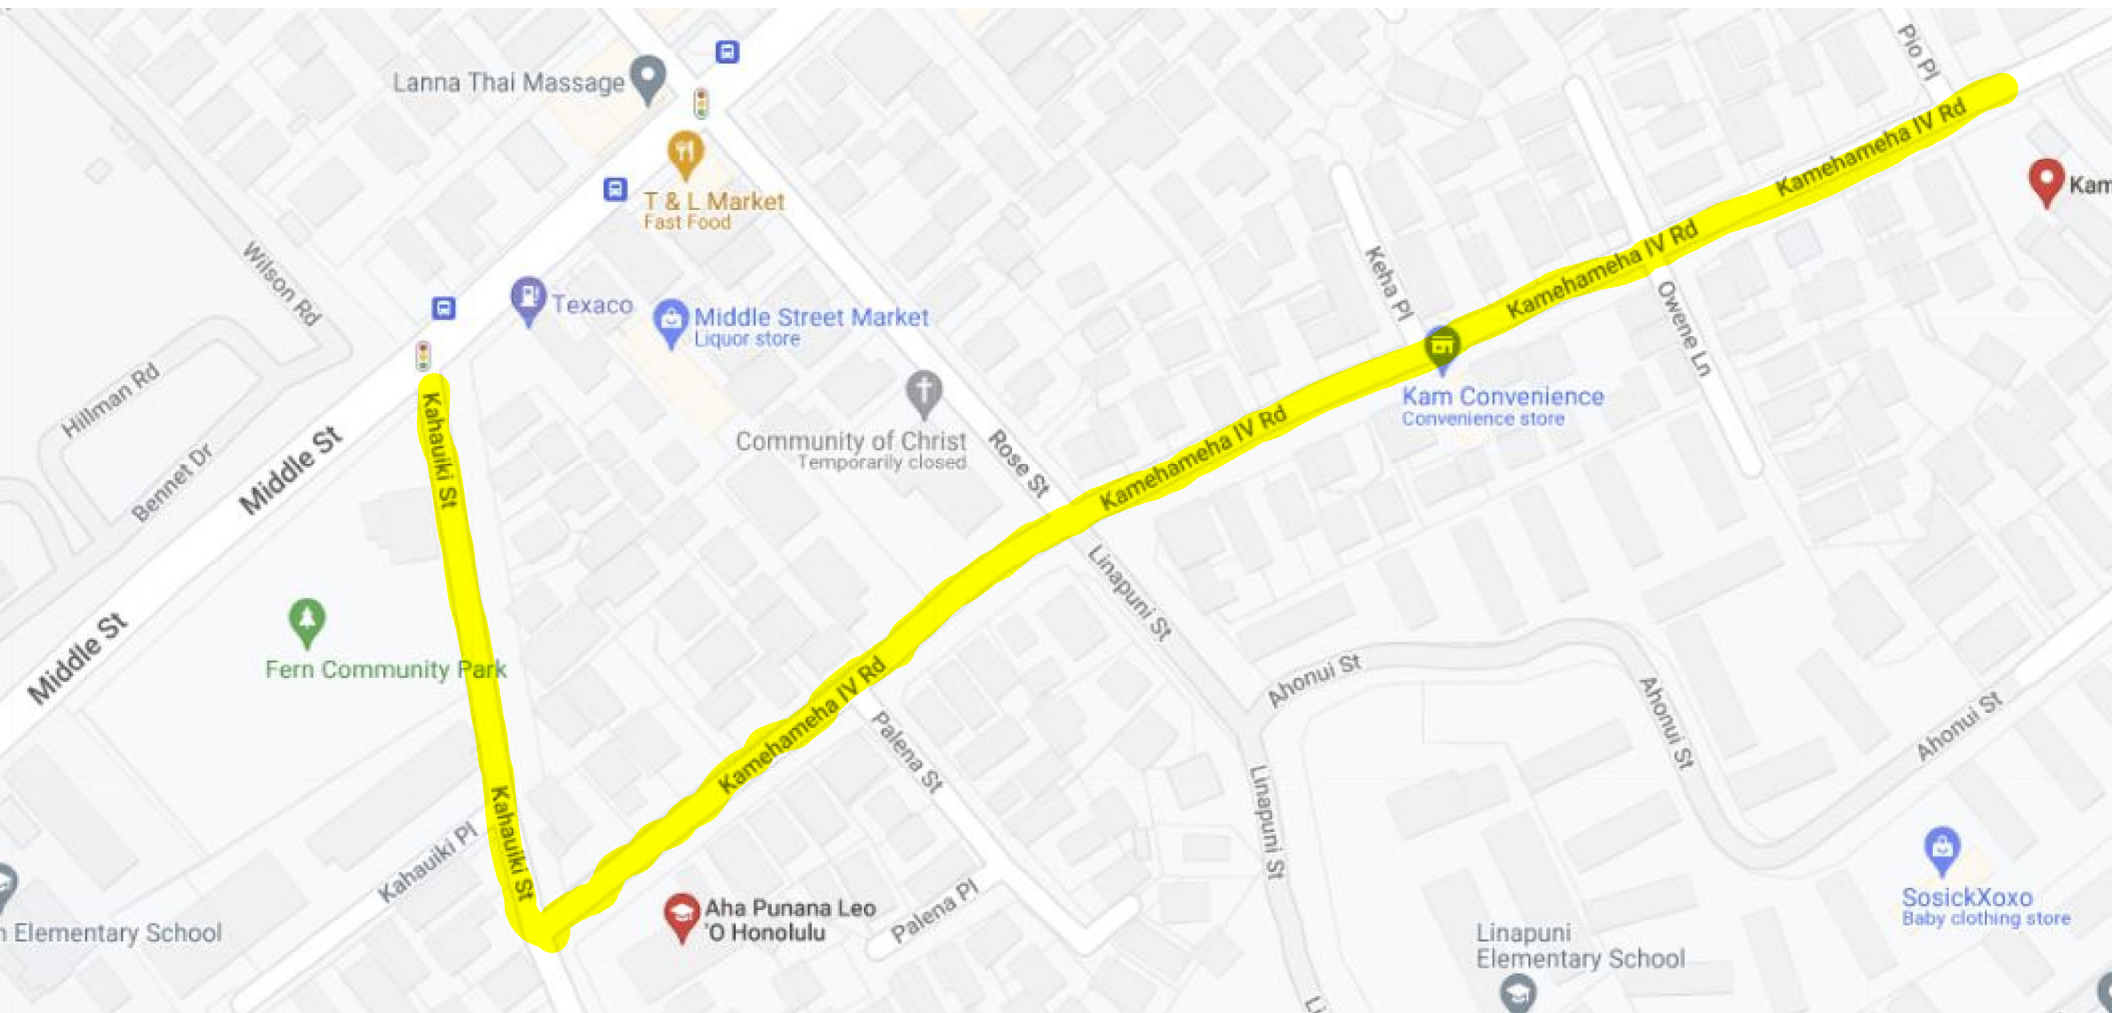 Pio Pl
Lanna Thai Massage
Kamehameha IV Rd
T & L Market
Fast Food
Kam
Wilson Rd
Keha Pl
Kamehameha IV Rd
Texaco
Middle Street Market
Liquor store
Owene Ln
Hillman Rd
Kam Convenience
Convenience store
Kahauiki St
Middle St
Bennet Dr
Community of Christ
Temporarily closed
Rose St
Kamehameha IV Rd
Linapuni St
Middle St
Fern Community Park
Ahonui St
Kamehameha IV Rd
Ahonui St
Ahonui St
Palena St
Linapuni St
Kahauiki St
Kahauiki Pl
Aha Punana Leo
'O Honolulu
Palena Pl
SosickXoxo
Baby clothing store
n Elementary School
Linapuni
Elementary School
Li